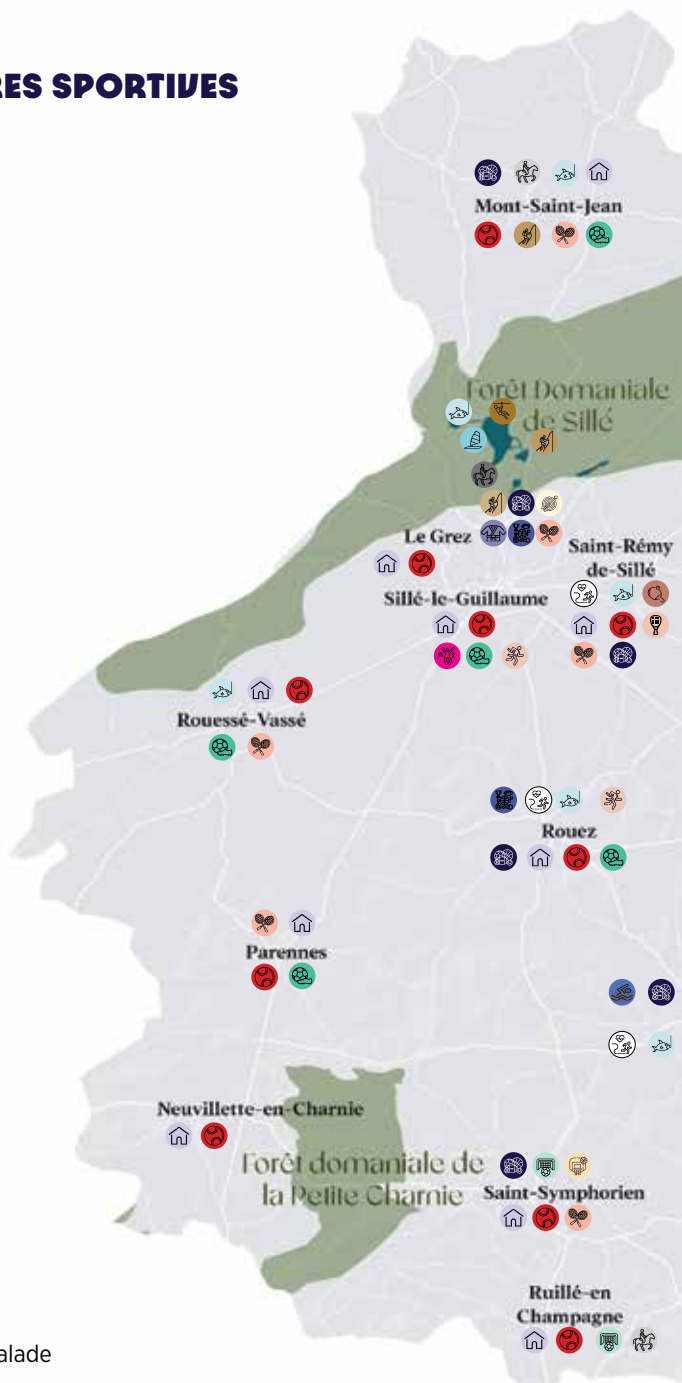 RES SPORTIVES
Mont-Saint-Jean
Forêt Domaniale
de Sillé
Le Grez
Saint-Rémy
de-Sillé
Sillé-le-Guillaume
Rouessé-Vassé
Rouez
Parennes
Neuvillette-en-Charnie
Forêt domaniale de
la Petite Charnie
Saint-Symphorien
Ruillé-en
Champagne
alade